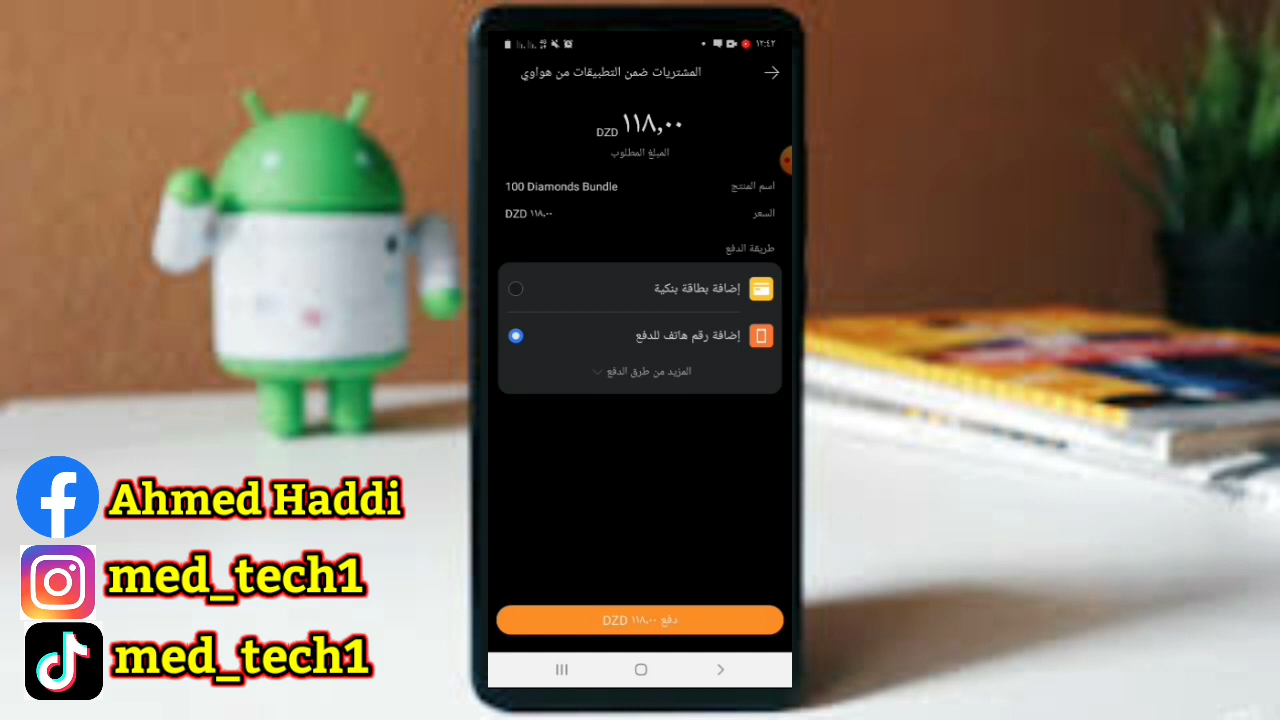 ١٢:٤٢
المشتريات ضمن التطبيقات من هواوي
DZD ١١٨,٠٠
المبلغ المطلوب
اسم المنتج 100 Diamonds Bundle
السعر DZD ١١٨,٠٠
طريقة الدفع
إضافة بطاقة بنكية
إضافة رقم هاتف للدفع
المزيد من طرق الدفع
دفع DZD ١١٨,٠٠
Ahmed Haddi
med_tech1
med_tech1